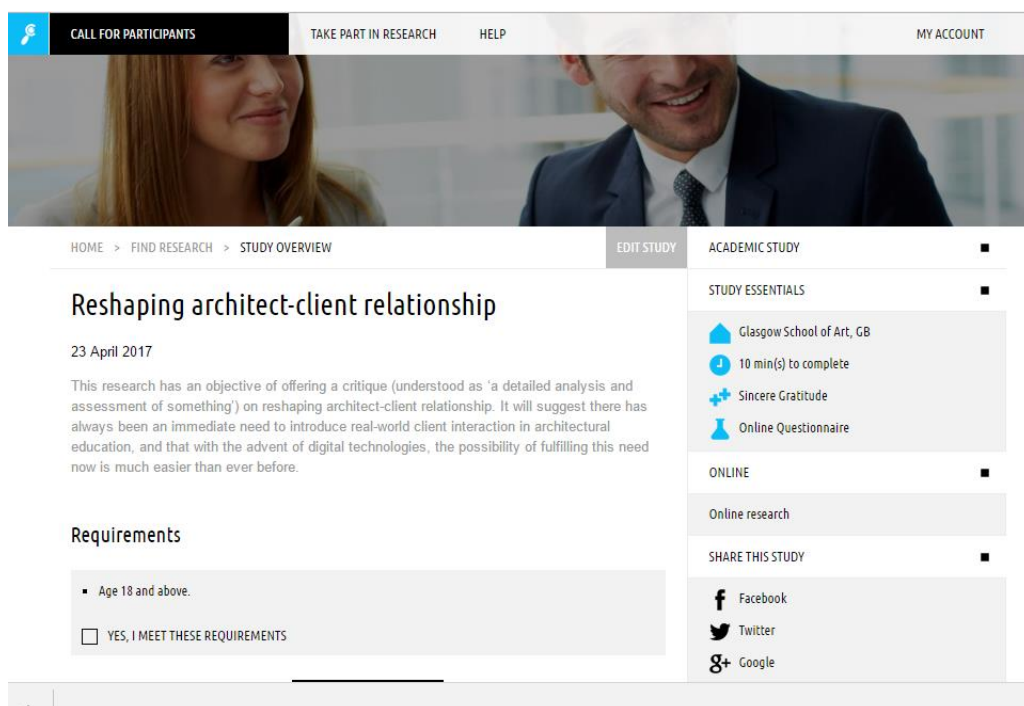 CALL FOR PARTICIPANTS
TAKE PART IN RESEARCH
HELP
MY ACCOUNT
HOME > FIND RESEARCH > STUDY OVERVIEW
EDIT STUDY
Reshaping architect-client relationship
23 April 2017
This research has an objective of offering a critique (understood as 'a detailed analysis and
assessment of something') on reshaping architect-client relationship. It will suggest there has
always been an immediate need to introduce real-world client interaction in architectural
education, and that with the advent of digital technologies, the possibility of fulfilling this need
now is much easier than ever before.
Requirements
Age 18 and above.
YES, I MEET THESE REQUIREMENTS
ACADEMIC STUDY
STUDY ESSENTIALS
Glasgow School of Art, GB
10 min(s) to complete
Sincere Gratitude
Online Questionnaire
ONLINE
Online research
SHARE THIS STUDY
Facebook
Twitter
Google